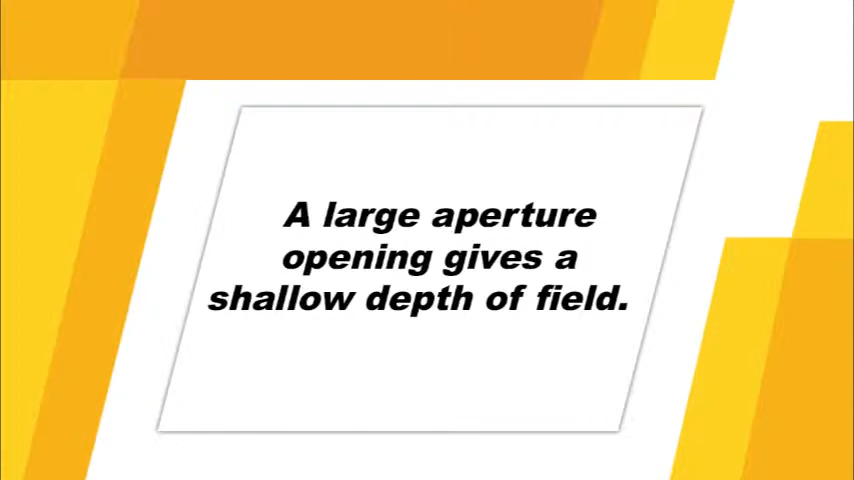 A large aperture
opening gives a
shallow depth of field.